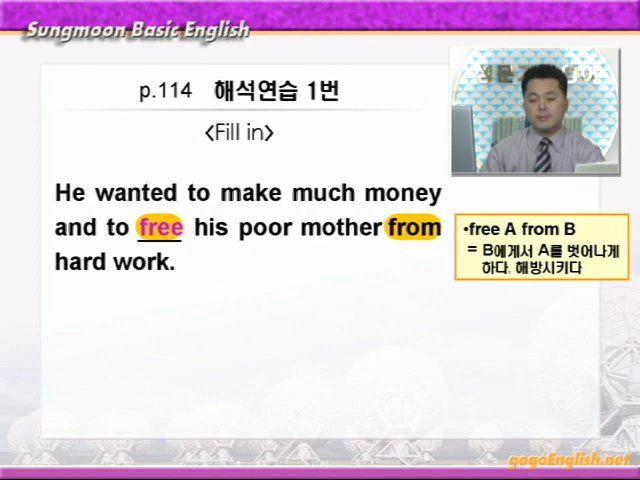 Sungmoon Basic English
p.114 해석연습 1번
<Fill in>
He wanted to make much money
and to free his poor mother from
hard work.
•free A from B
= B에게서 A를 벗어나게
하다, 해방시키다
gogoEnglish.net